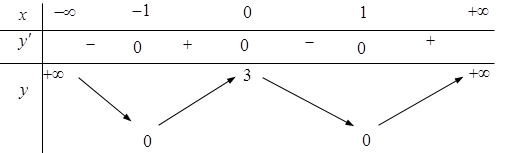 x −∞ −1 0 1 +∞
y′ − 0 + 0 − 0 +
+∞ 3 +∞
y
0 0